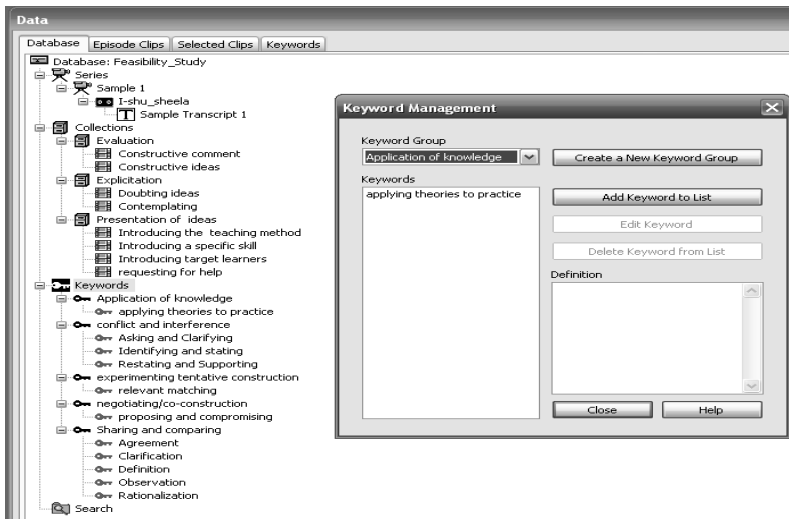 Data
Database Episode Clips Selected Clips Keywords
Database: Feasibility_Study
Series
Sample 1
I-shu_sheela
T Sample Transcript 1
Collections
Evaluation
Constructive comment
Constructive ideas
Explicitation
Doubting ideas
Contemplating
Presentation of ideas
Introducing the teaching method
Introducing a specific skill
Introducing target learners
requesting for help
Keywords
Application of knowledge
applying theories to practice
conflict and interference
Asking and Clarifying
Identifying and stating
Restating and Supporting
experimenting tentative construction
relevant matching
negotiating/co-construction
proposing and compromising
Sharing and comparing
Agreement
Clarification
Definition
Observation
Rationalization
Search
Keyword Management
Keyword Group
Application of knowledge
Create a New Keyword Group
Keywords
applying theories to practice
Add Keyword to List
Edit Keyword
Delete Keyword from List
Definition
Close Help